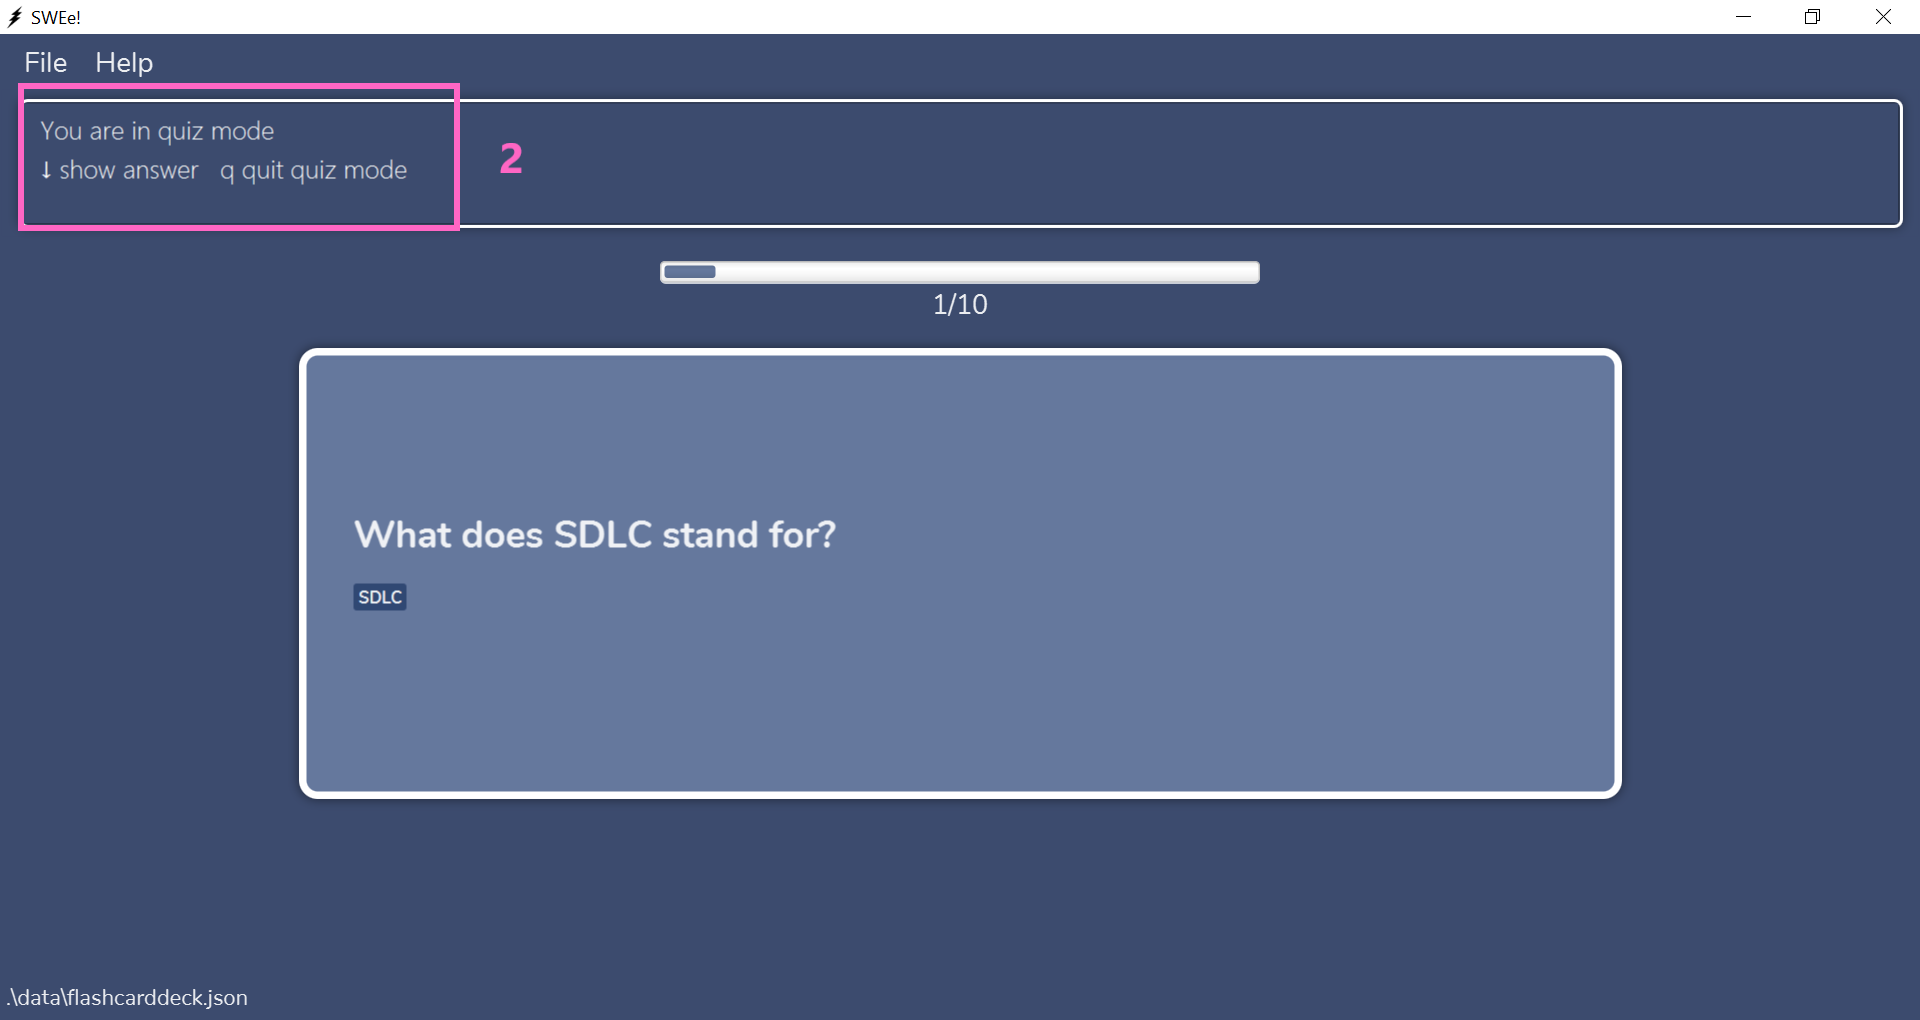 SWEe!
File Help
You are in quiz mode
↓ show answer q quit quiz mode
2
1/10
What does SDLC stand for?
SDLC
.\data\flashcarddeck.json